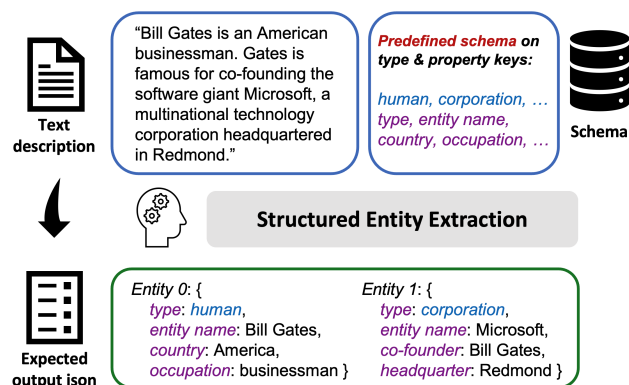 “Bill Gates is an American
businessman. Gates is
famous for co-founding the
software giant Microsoft, a
multinational technology
corporation headquartered
in Redmond.”
Text
description
Predefined schema on
type & property keys:
human, corporation, …
type, entity name,
country, occupation, …
Schema
Structured Entity Extraction
Expected
output json
Entity 0: {
type: human,
entity name: Bill Gates,
country: America,
occupation: businessman }
Entity 1: {
type: corporation,
entity name: Microsoft,
co-founder: Bill Gates,
headquarter: Redmond }